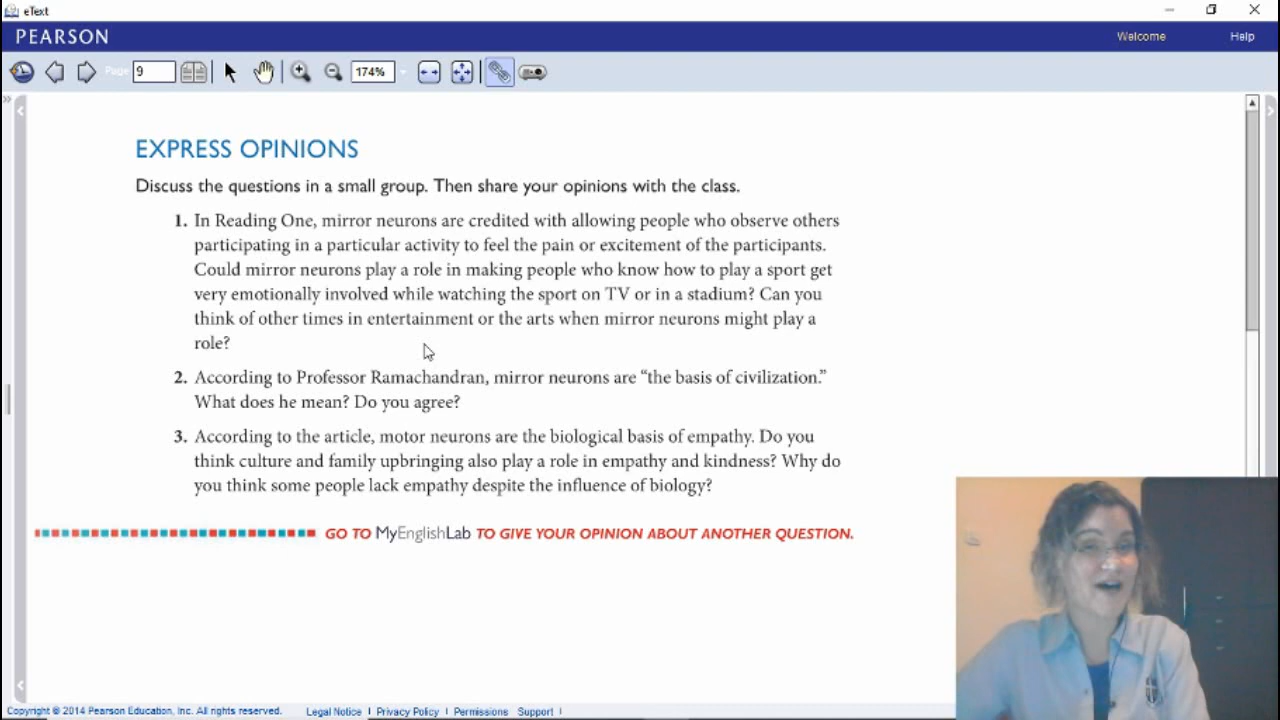 eText
PEARSON
Welcome
Help
Page
9
174%
EXPRESS OPINIONS
Discuss the questions in a small group. Then share your opinions with the class.
1. In Reading One, mirror neurons are credited with allowing people who observe others
participating in a particular activity to feel the pain or excitement of the participants.
Could mirror neurons play a role in making people who know how to play a sport get
very emotionally involved while watching the sport on TV or in a stadium? Can you
think of other times in entertainment or the arts when mirror neurons might play a
role?
2. According to Professor Ramachandran, mirror neurons are “the basis of civilization.”
What does he mean? Do you agree?
3. According to the article, motor neurons are the biological basis of empathy. Do you
think culture and family upbringing also play a role in empathy and kindness? Why do
you think some people lack empathy despite the influence of biology?
GO TO MyEnglishLab TO GIVE YOUR OPINION ABOUT ANOTHER QUESTION.
Copyright © 2014 Pearson Education, Inc. All rights reserved. Legal Notice | Privacy Policy | Permissions Support |